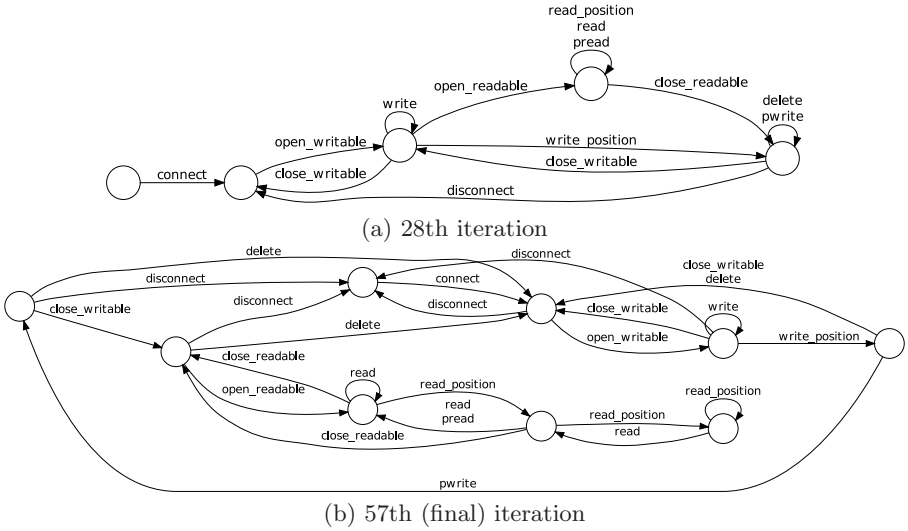 read_position
read
pread
open_readable
close_readable
write
delete
pwrite
open_writable
write_position
close_writable
close_writable
connect
disconnect
(a) 28th iteration
delete
disconnect
close_writable
disconnect
connect
delete
disconnect
close_writable
write
disconnect
connect
disconnect
close_writable
open_writable
write_position
delete
close_readable
open_readable
read
read_position
read
pread
close_readable
read_position
read
read_position
pwrite
(b) 57th (final) iteration